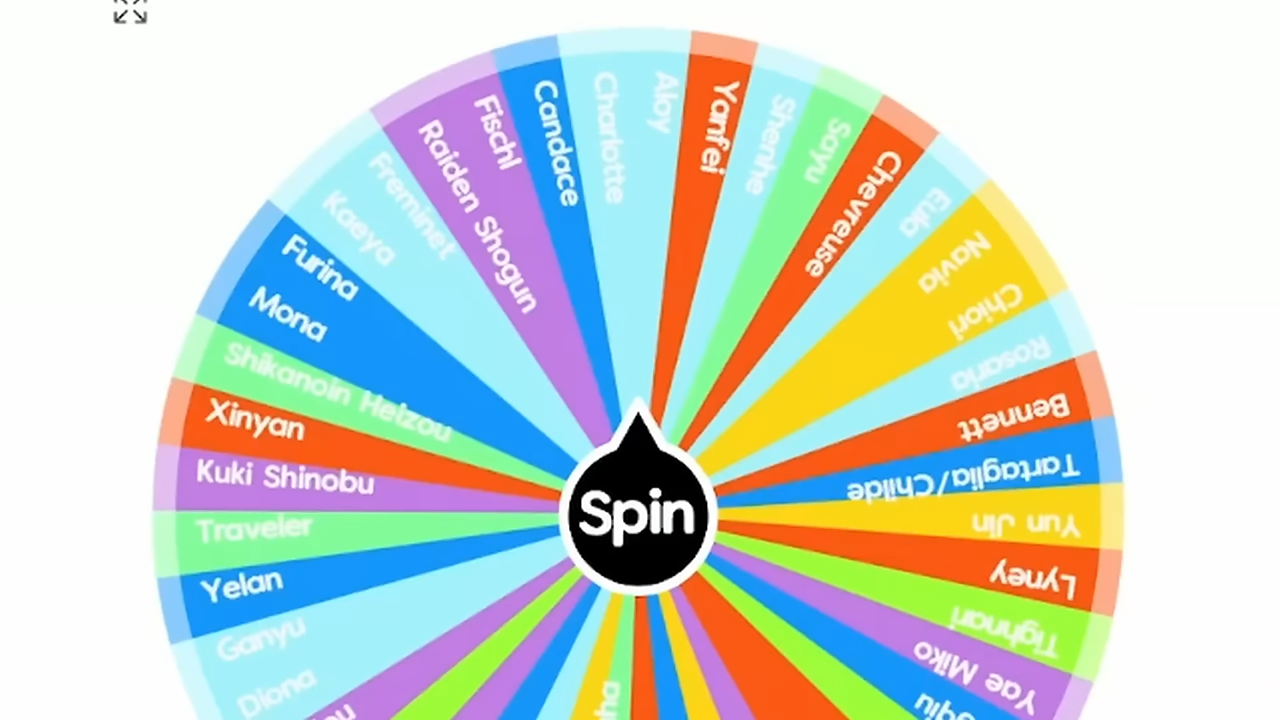 Spin
Diona
Ganyu
Yelan
Traveler
Kuki Shinobu
Xinyan
Shikanoin Heizou
Mona
Furina
Kaeya
Freminet
Raiden Shogun
Fischl
Candace
Charlotte
Aloy
Yanfei
Shenhe
Sayu
Chevreuse
Eula
Navia
Chiori
Rosaria
Bennett
Tartaglia/Childe
Yun Jin
Lyney
Tighnari
Yae Miko